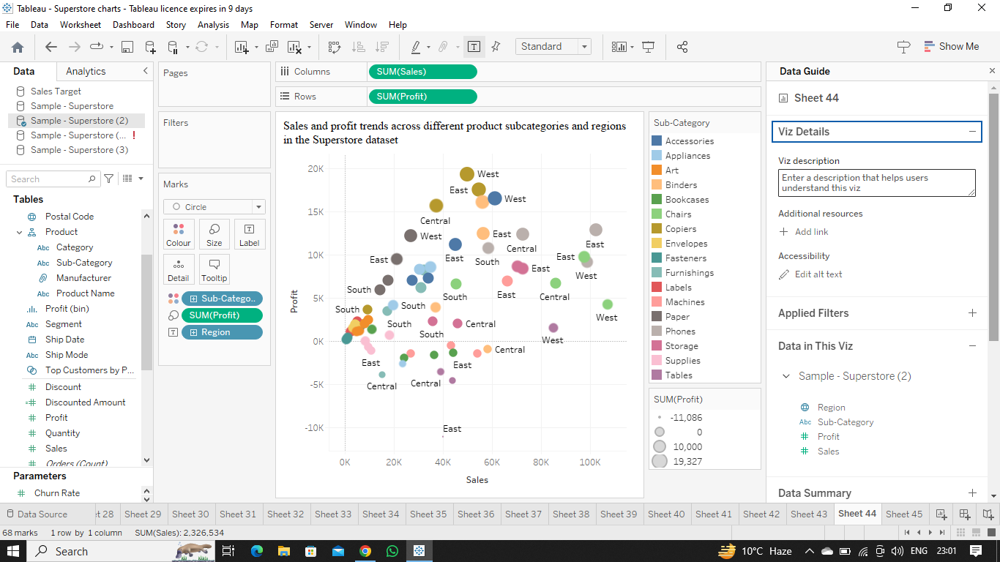 Tableau - Superstore charts - Tableau licence expires in 9 days
File Data Worksheet Dashboard Story Analysis Map Format Server Window Help
Standard
Show Me
Data Analytics
Sales Target
Sample - Superstore
Sample - Superstore (2)
Sample - Superstore (... !
Sample - Superstore (3)
Search
Tables
Postal Code
Product
Abc Category
Abc Sub-Category
Manufacturer
Abc Product Name
Profit (bin)
Abc Segment
Ship Date
Abc Ship Mode
Top Customers by P...
Discount
Discounted Amount
Profit
Quantity
Sales
Orders (Count)
Parameters
Churn Rate
Pages
Filters
Marks
Circle
Colour Size Label
Detail Tooltip
Sub-Catego..
SUM(Profit)
Region
Columns SUM(Sales)
Rows SUM(Profit)
Sales and profit trends across different product subcategories and regions
in the Superstore dataset
20K
15K
10K
5K
0K
-5K
-10K
Profit
West
East
West
Central
West
East
Central
East
East
East
South
East
West
East
South
East
Central
South
West
South
South
South
Central
South
West
Central
East
East
Central
Central
East
0K 20K 40K 60K 80K 100K
Sales
Sub-Category
Accessories
Appliances
Art
Binders
Bookcases
Chairs
Copiers
Envelopes
Fasteners
Furnishings
Labels
Machines
Paper
Phones
Storage
Supplies
Tables
SUM(Profit)
-11,086
0
10,000
19,327
Data Guide
Sheet 44
Viz Details
Viz description
Enter a description that helps users
understand this viz
Additional resources
Add link
Accessibility
Edit alt text
Applied Filters
Data in This Viz
Sample - Superstore (2)
Region
Abc Sub-Category
Profit
Sales
Data Summary
Data Source et 28 Sheet 29 Sheet 30 Sheet 31 Sheet 32 Sheet 33 Sheet 34 Sheet 35 Sheet 36 Sheet 37 Sheet 38 Sheet 39 Sheet 40 Sheet 41 Sheet 42 Sheet 43 Sheet 44 Sheet 45
68 marks 1 row by 1 column SUM(Sales): 2,326,534
Search
10°C Haze
ENG 23:01